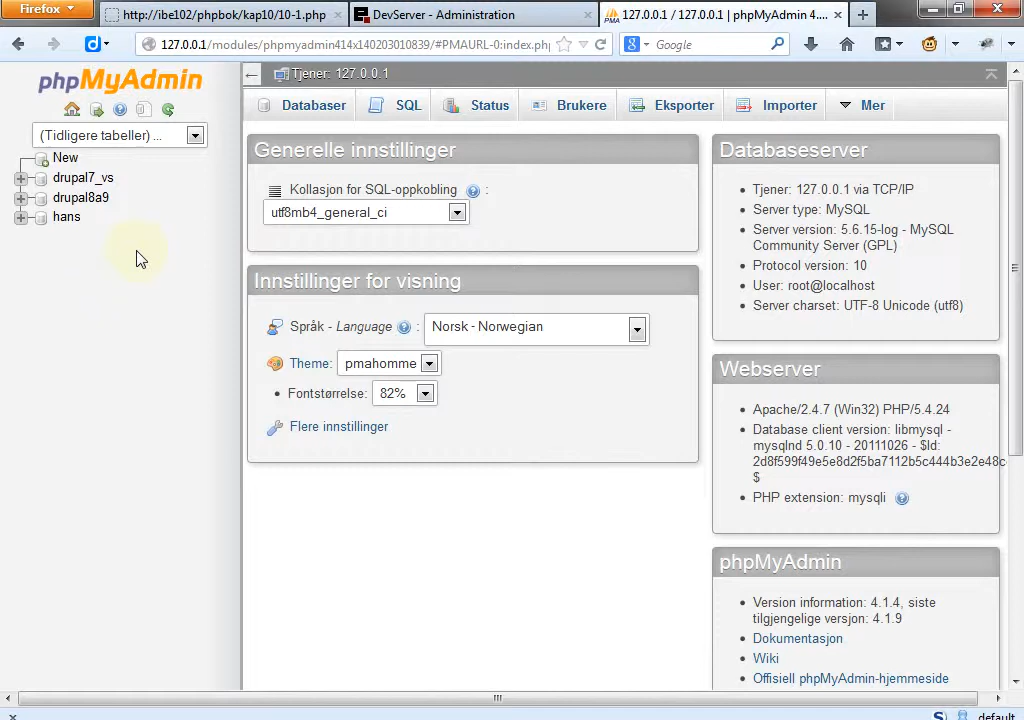 Firefox
http://ibe102/phpbok/kap10/10-1.php
DevServer - Administration
127.0.0.1 / 127.0.0.1 | phpMyAdmin 4....
127.0.0.1/modules/phpmyadmin414x140203010839/#PMAURL-0:index.php
Google
phpMyAdmin
(Tidligere tabeller) ...
New
drupal7_vs
drupal8a9
hans
Tjener: 127.0.0.1
Databaser
SQL
Status
Brukere
Eksporter
Importer
Mer
Generelle innstillinger
Kollasjon for SQL-oppkobling :
utf8mb4_general_ci
Innstillinger for visning
Språk - Language :
Norsk - Norwegian
Theme:
pmahomme
• Fontstørrelse:
82%
Flere innstillinger
Databaseserver
• Tjener: 127.0.0.1 via TCP/IP
• Server type: MySQL
• Server version: 5.6.15-log - MySQL
Community Server (GPL)
• Protocol version: 10
• User: root@localhost
• Server charset: UTF-8 Unicode (utf8)
Webserver
• Apache/2.4.7 (Win32) PHP/5.4.24
• Database client version: libmysql -
mysqlnd 5.0.10 - 20111026 - $Id:
2d8f599f49e5e8d2f5ba7112b5c444b3e2e48c
$
• PHP extension: mysqli
phpMyAdmin
• Version information: 4.1.4, siste
tilgjengelige versjon: 4.1.9
• Dokumentasjon
• Wiki
• Offisiell phpMyAdmin-hjemmeside
default